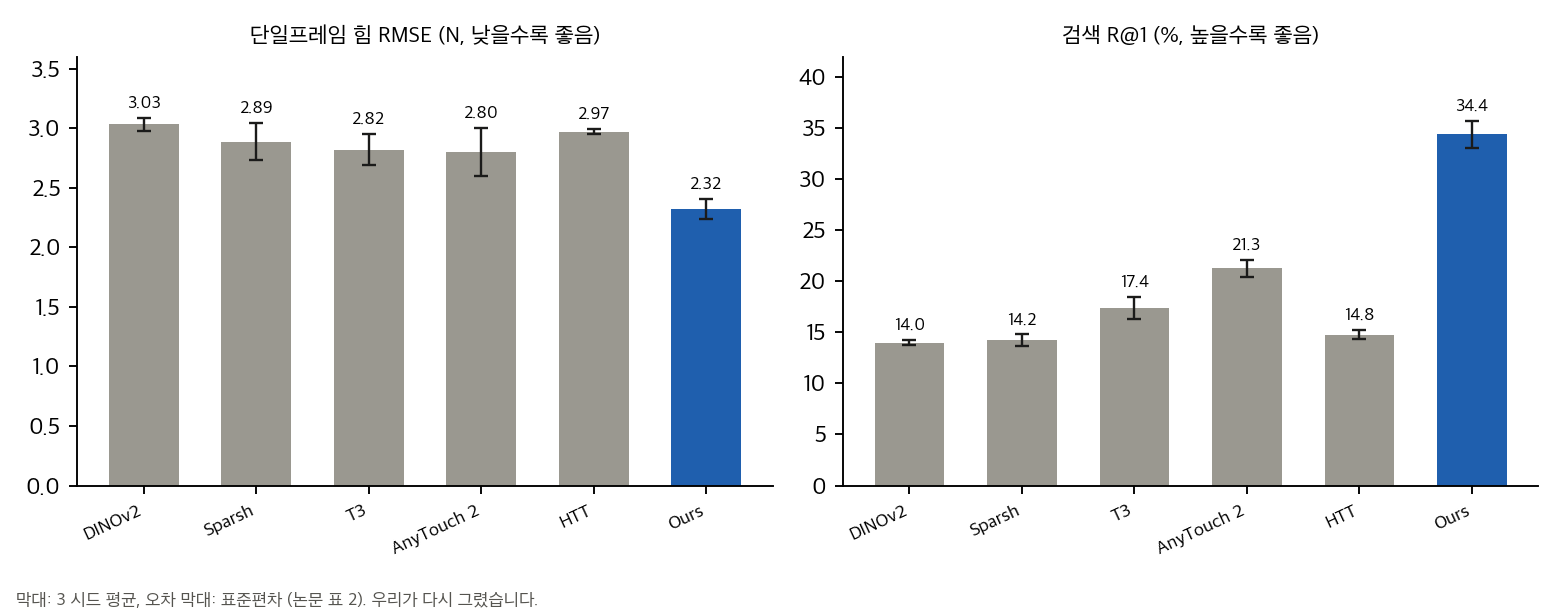 단일프레임 힘 RMSE (N, 낮을수록 좋음)
3.5
3.0
2.5
2.0
1.5
1.0
0.5
0.0
3.03
2.89
2.82
2.80
2.97
2.32
DINOv2
Sparsh
T3
AnyTouch 2
HTT
Ours
검색 R@1 (%, 높을수록 좋음)
40
35
30
25
20
15
10
5
0
14.0
14.2
17.4
21.3
14.8
34.4
DINOv2
Sparsh
T3
AnyTouch 2
HTT
Ours
막대: 3 시드 평균, 오차 막대: 표준편차 (논문 표 2). 우리가 다시 그렸습니다.